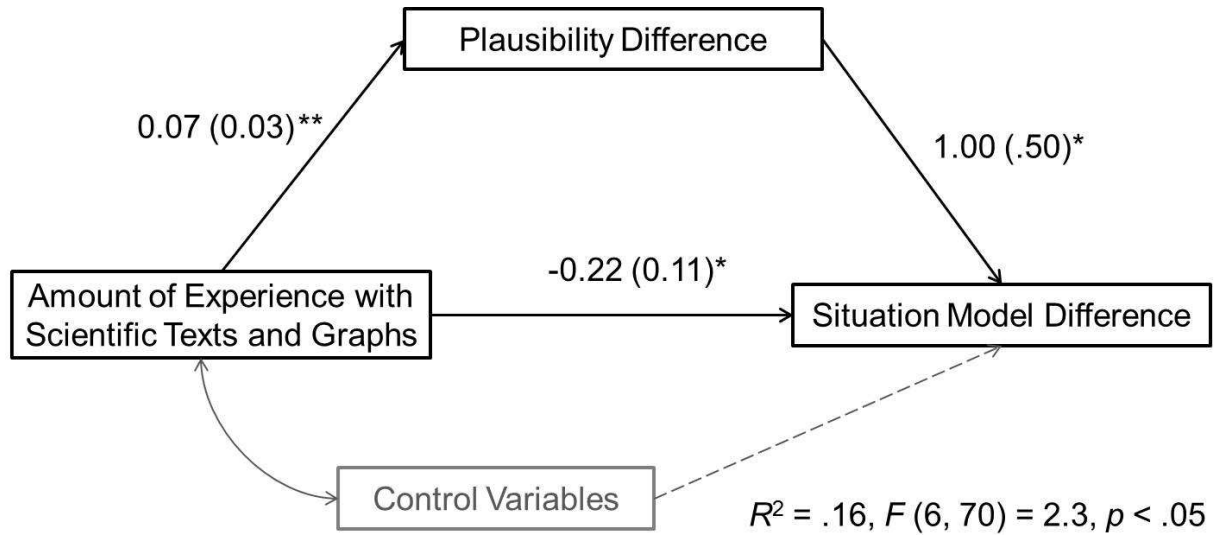 Plausibility Difference
0.07 (0.03)**
1.00 (.50)*
-0.22 (0.11)*
Amount of Experience with
Scientific Texts and Graphs
Situation Model Difference
Control Variables
R² = .16, F (6, 70) = 2.3, p < .05